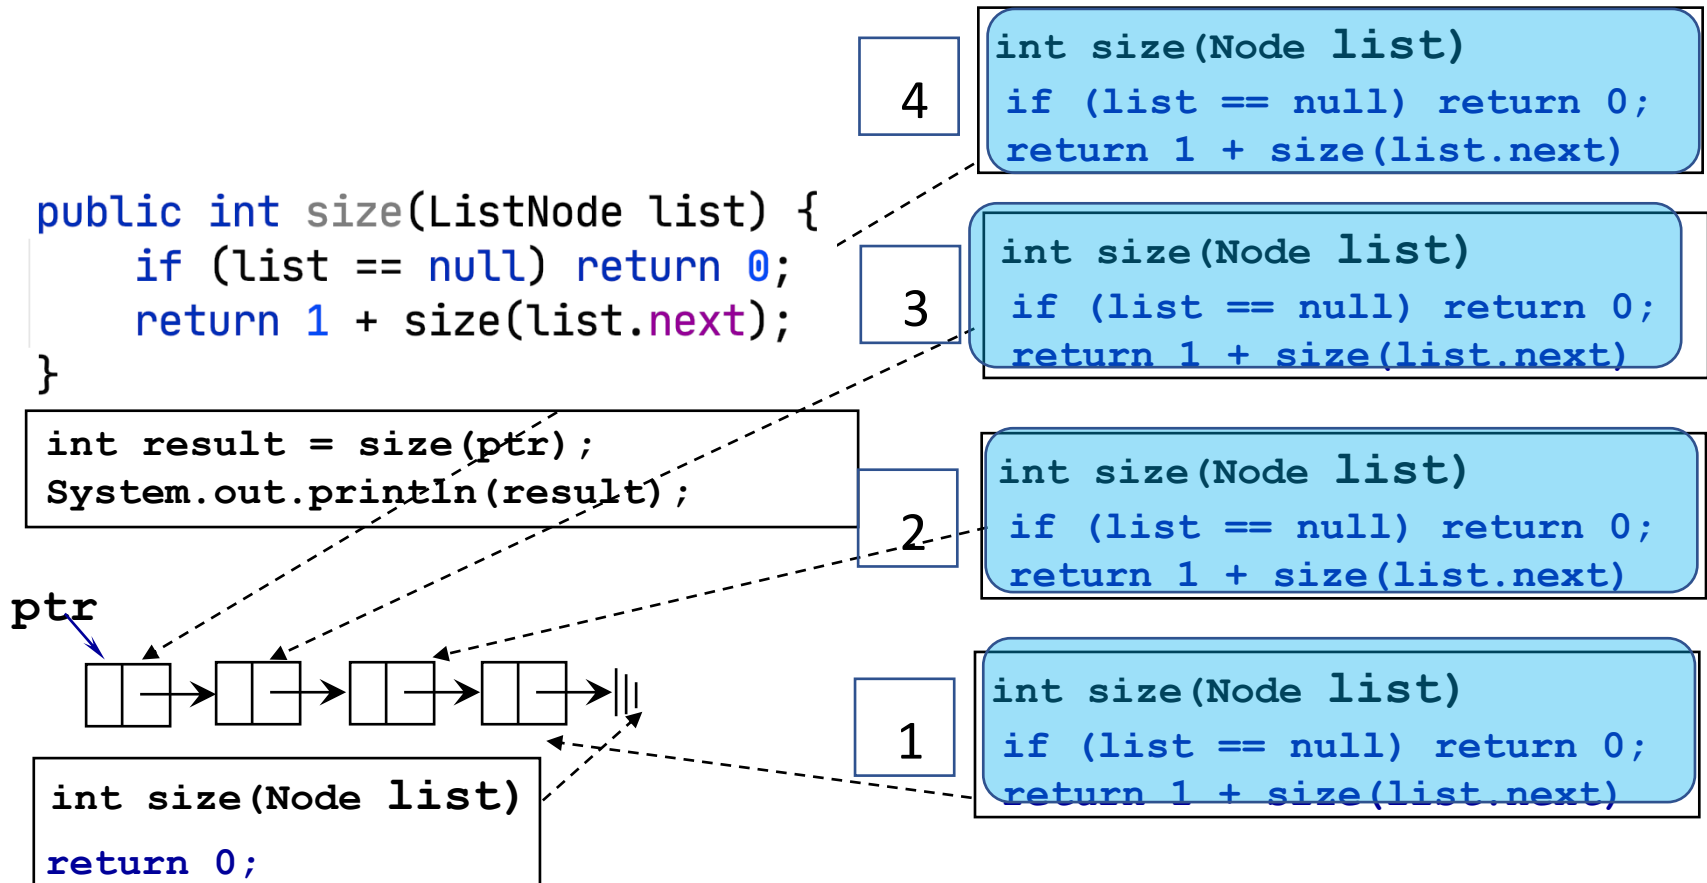 public int size(ListNode list) {
if (list == null) return 0;
return 1 + size(list.next);
}
int result = size(ptr);
System.out.println(result);
ptr
int size(Node list)
return 0;
4
int size(Node list)
if (list == null) return 0;
return 1 + size(list.next)
3
int size(Node list)
if (list == null) return 0;
return 1 + size(list.next)
2
int size(Node list)
if (list == null) return 0;
return 1 + size(list.next)
1
int size(Node list)
if (list == null) return 0;
return 1 + size(list.next)